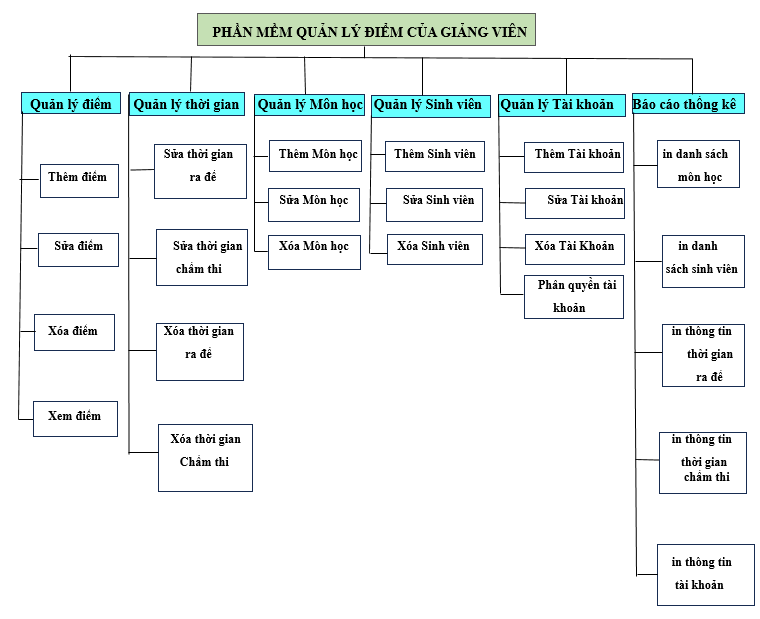 PHẦN MỀM QUẢN LÝ ĐIỂM CỦA GIẢNG VIÊN
Quản lý điểm
Thêm điểm
Sửa điểm
Xóa điểm
Xem điểm
Quản lý thời gian
Sửa thời gian
ra đề
Sửa thời gian
chấm thi
Xóa thời gian
ra đề
Xóa thời gian
Chấm thi
Quản lý Môn học
Thêm Môn học
Sửa Môn học
Xóa Môn học
Quản lý Sinh viên
Thêm Sinh viên
Sửa Sinh viên
Xóa Sinh viên
Quản lý Tài khoản
Thêm Tài khoản
Sửa Tài khoản
Xóa Tài Khoản
Phân quyền tài
khoản
Báo cáo thống kê
in danh sách
môn học
in danh
sách sinh viên
in thông tin
thời gian
ra đề
in thông tin
thời gian
chấm thi
in thông tin
tài khoản